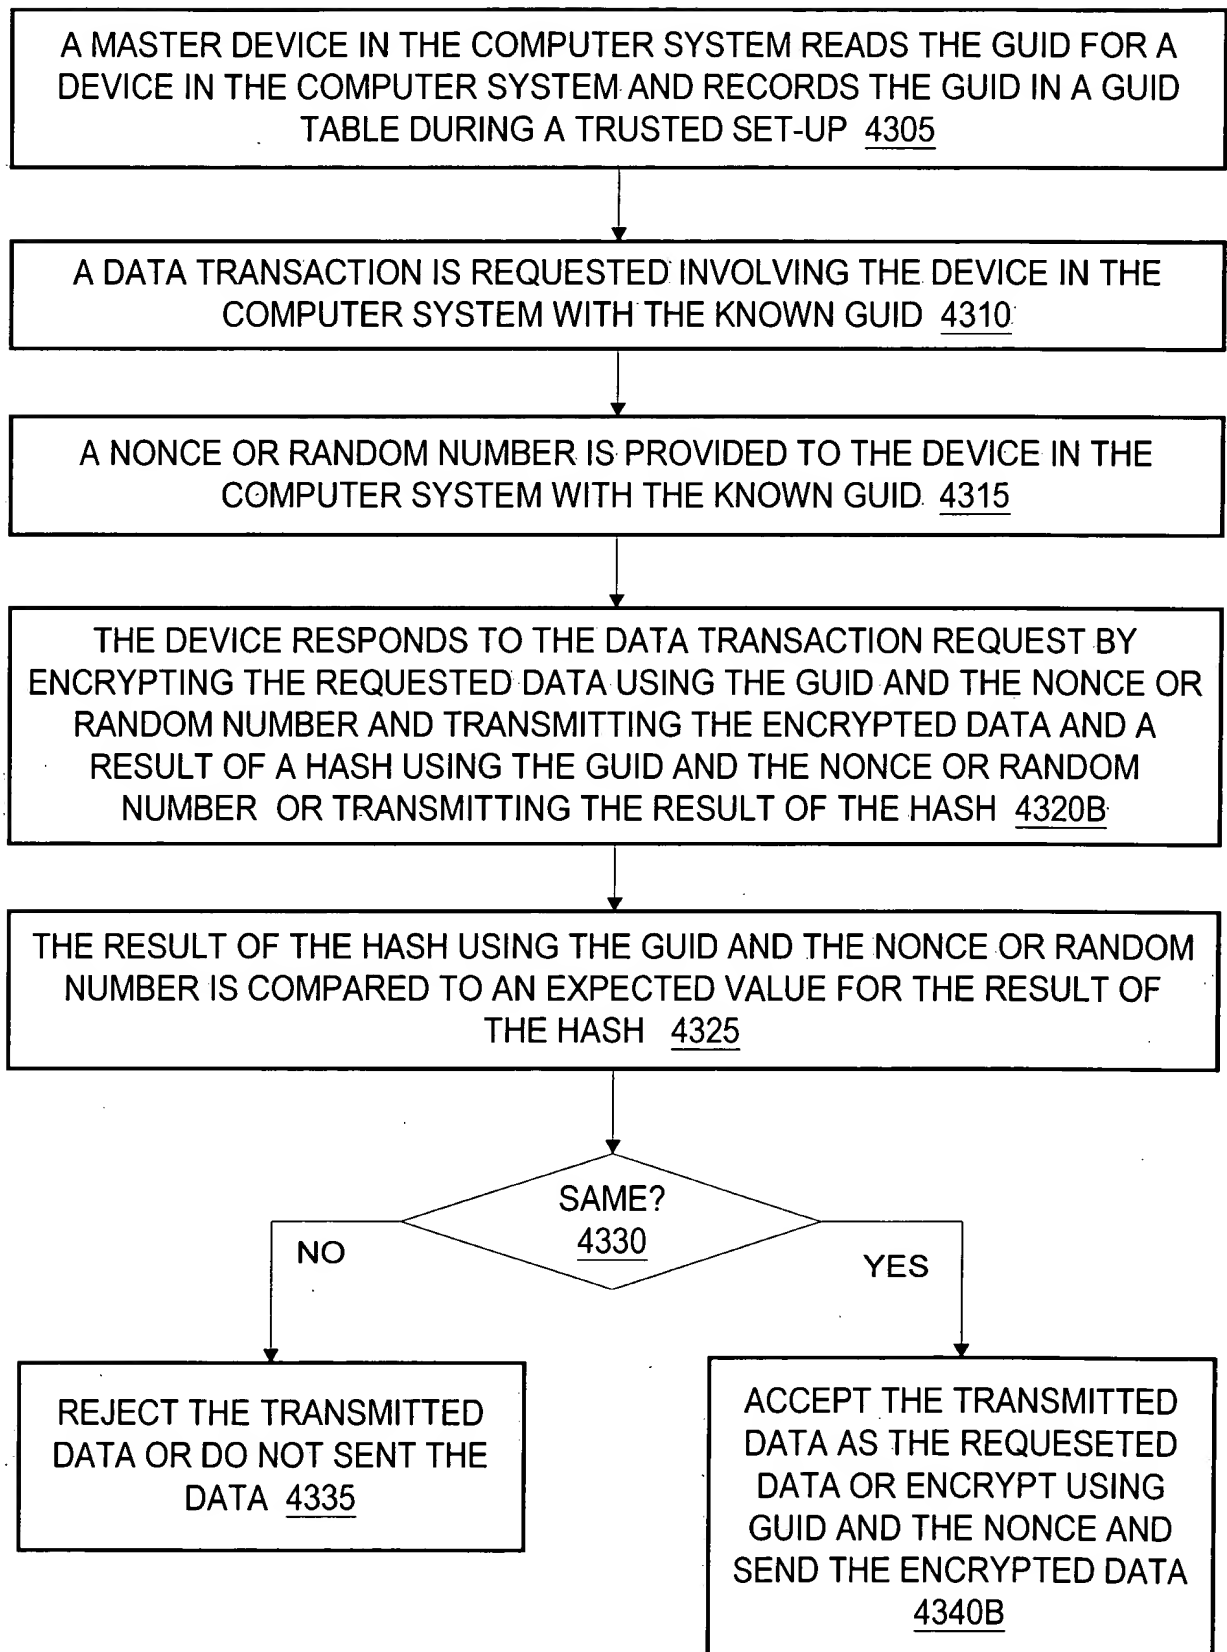 A MASTER DEVICE IN THE COMPUTER SYSTEM READS THE GUID FOR A
DEVICE IN THE COMPUTER SYSTEM AND RECORDS THE GUID IN A GUID
TABLE DURING A TRUSTED SET-UP 4305
A DATA TRANSACTION IS REQUESTED INVOLVING THE DEVICE IN THE
COMPUTER SYSTEM WITH THE KNOWN GUID 4310
A NONCE OR RANDOM NUMBER IS PROVIDED TO THE DEVICE IN THE
COMPUTER SYSTEM WITH THE KNOWN GUID 4315
THE DEVICE RESPONDS TO THE DATA TRANSACTION REQUEST BY
ENCRYPTING THE REQUESTED DATA USING THE GUID AND THE NONCE OR
RANDOM NUMBER AND TRANSMITTING THE ENCRYPTED DATA AND A
RESULT OF A HASH USING THE GUID AND THE NONCE OR RANDOM
NUMBER OR TRANSMITTING THE RESULT OF THE HASH 4320B
THE RESULT OF THE HASH USING THE GUID AND THE NONCE OR RANDOM
NUMBER IS COMPARED TO AN EXPECTED VALUE FOR THE RESULT OF
THE HASH 4325
SAME?
4330
NO
YES
REJECT THE TRANSMITTED
DATA OR DO NOT SENT THE
DATA 4335
ACCEPT THE TRANSMITTED
DATA AS THE REQUESETED
DATA OR ENCRYPT USING
GUID AND THE NONCE AND
SEND THE ENCRYPTED DATA
4340B